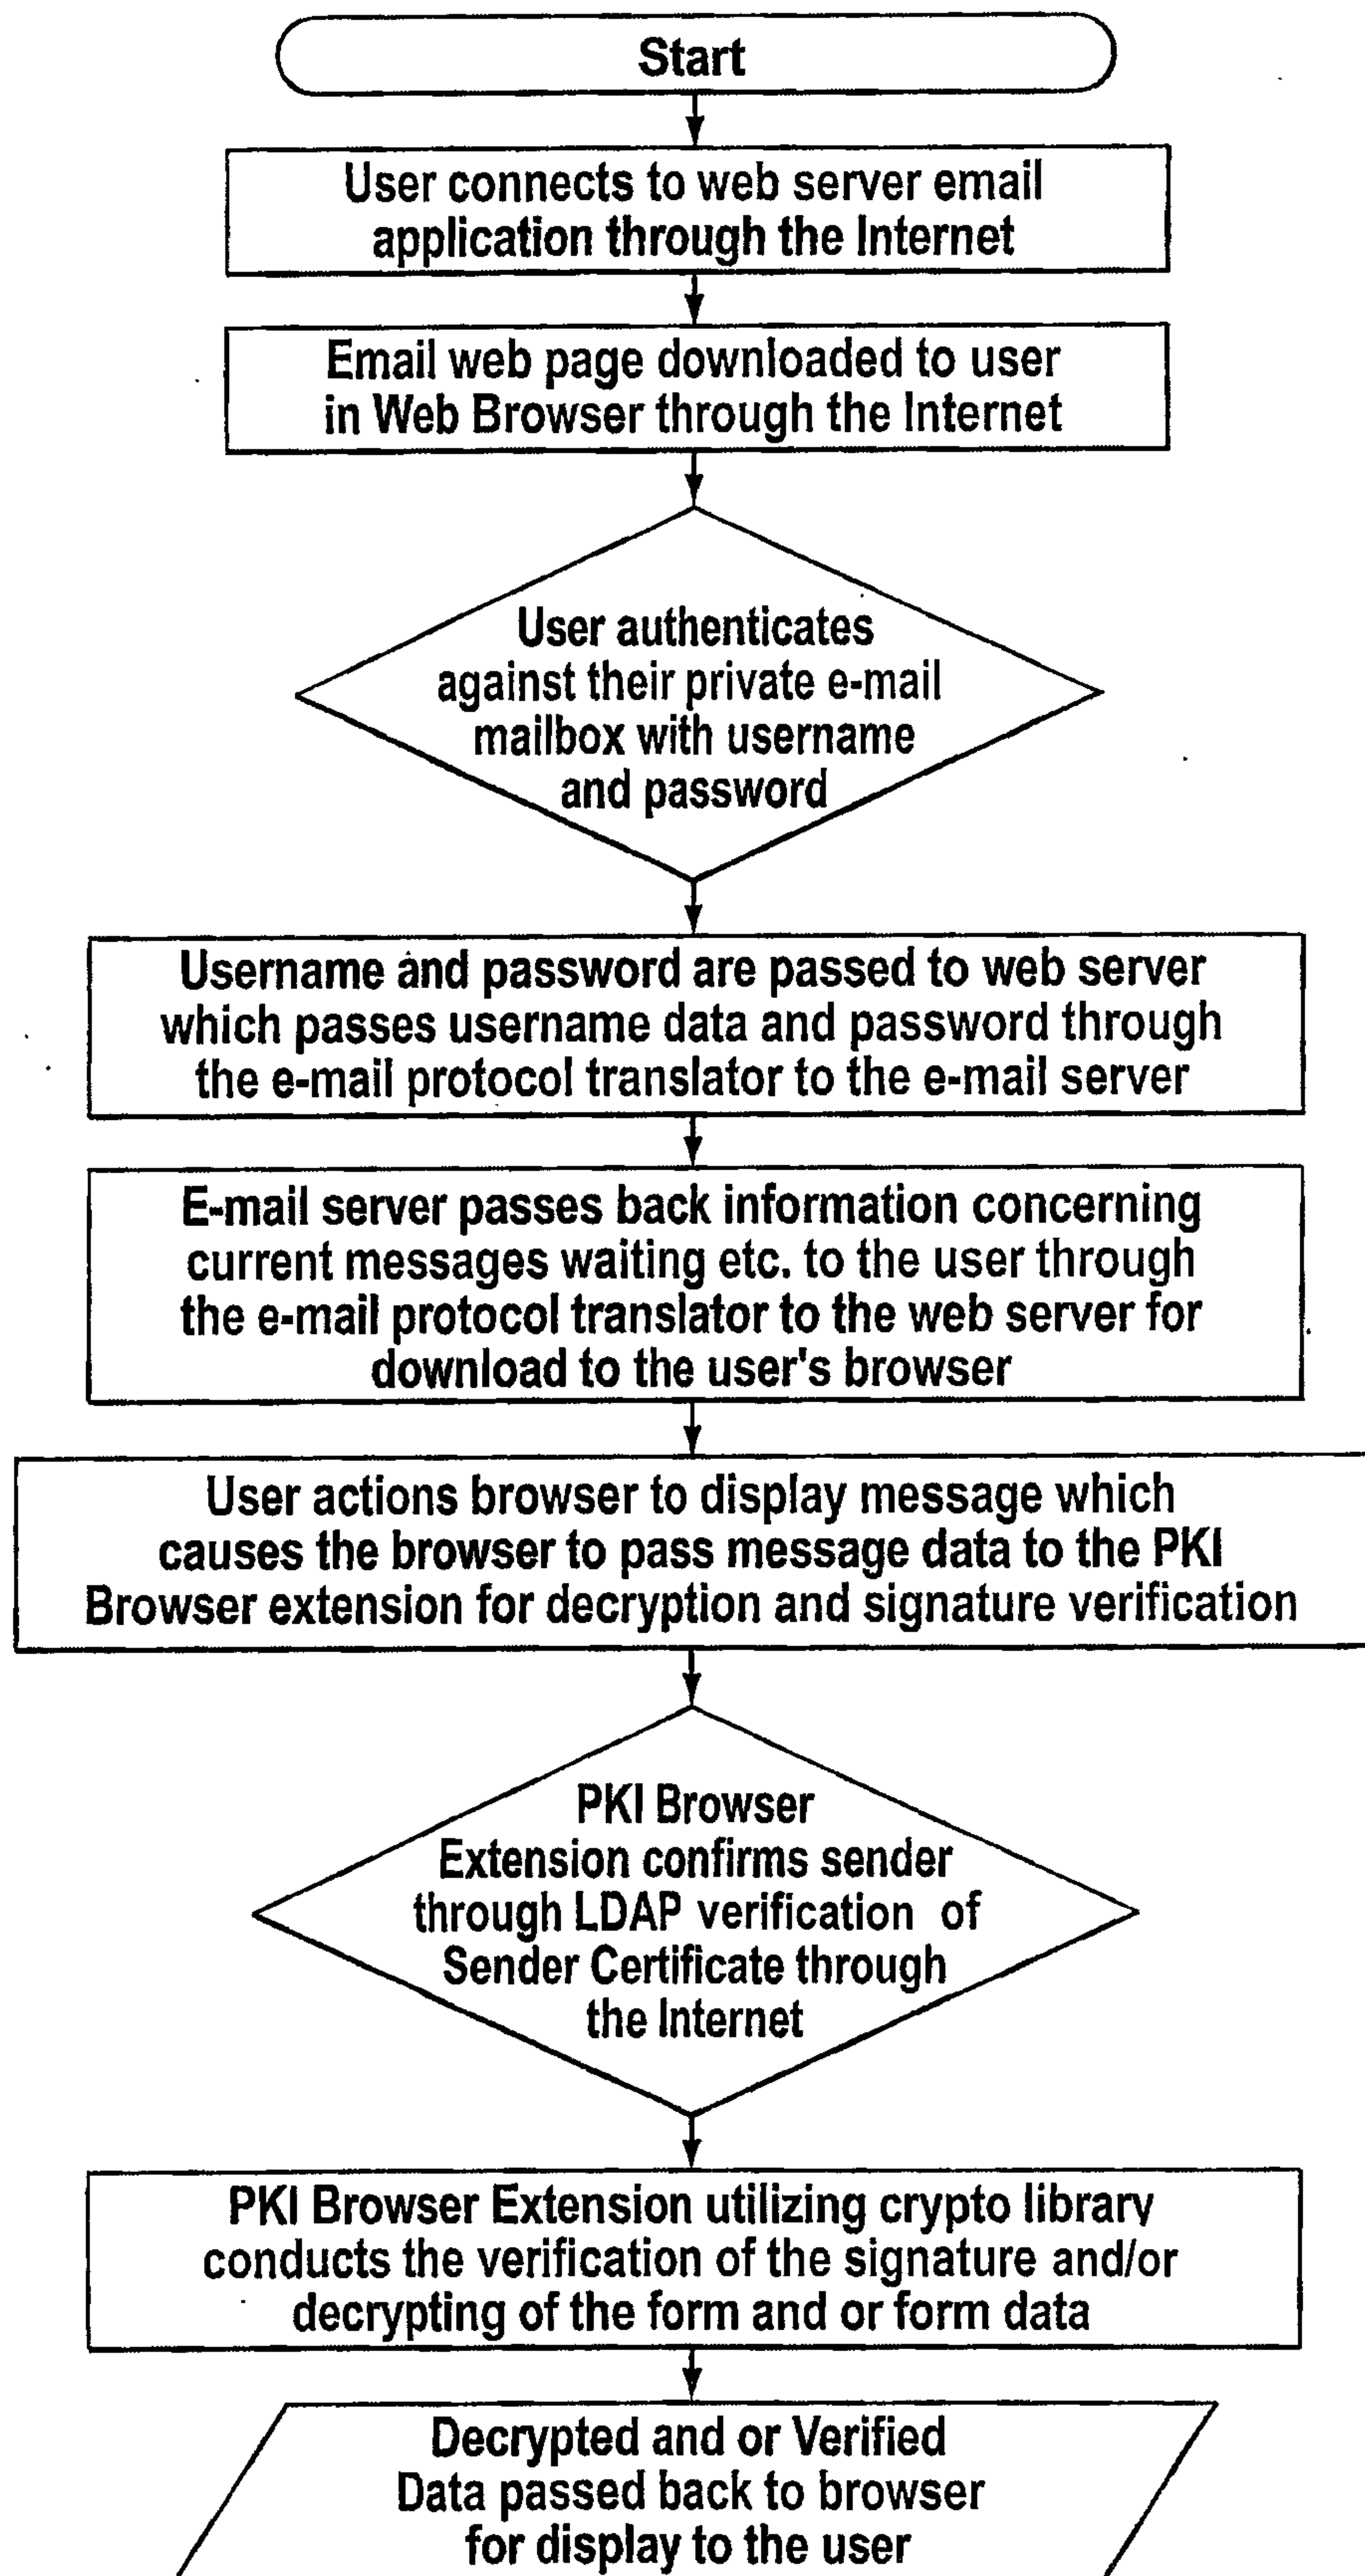 Start
User connects to web server email
application through the Internet
Email web page downloaded to user
in Web Browser through the Internet
User authenticates
against their private e-mail
mailbox with username
and password
Username and password are passed to web server
which passes username data and password through
the e-mail protocol translator to the e-mail server
E-mail server passes back information concerning
current messages waiting etc. to the user through
the e-mail protocol translator to the web server for
download to the user's browser
User actions browser to display message which
causes the browser to pass message data to the PKI
Browser extension for decryption and signature verification
PKI Browser
Extension confirms sender
through LDAP verification of
Sender Certificate through
the Internet
PKI Browser Extension utilizing crypto library
conducts the verification of the signature and/or
decrypting of the form and or form data
Decrypted and or Verified
Data passed back to browser
for display to the user